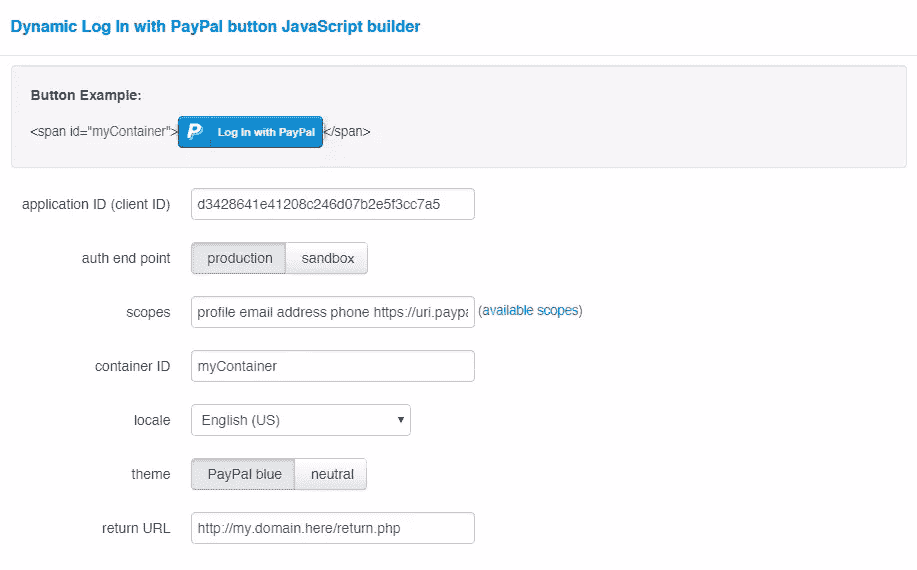 Dynamic Log In with PayPal button JavaScript builder
Button Example:
<span id="myContainer"> Log In with PayPal </span>
application ID (client ID) d3428641e41208c246d07b2e5f3cc7a5
auth end point production sandbox
scopes profile email address phone https://uri.paypa (available scopes)
container ID myContainer
locale English (US)
theme PayPal blue neutral
return URL http://my.domain.here/return.php